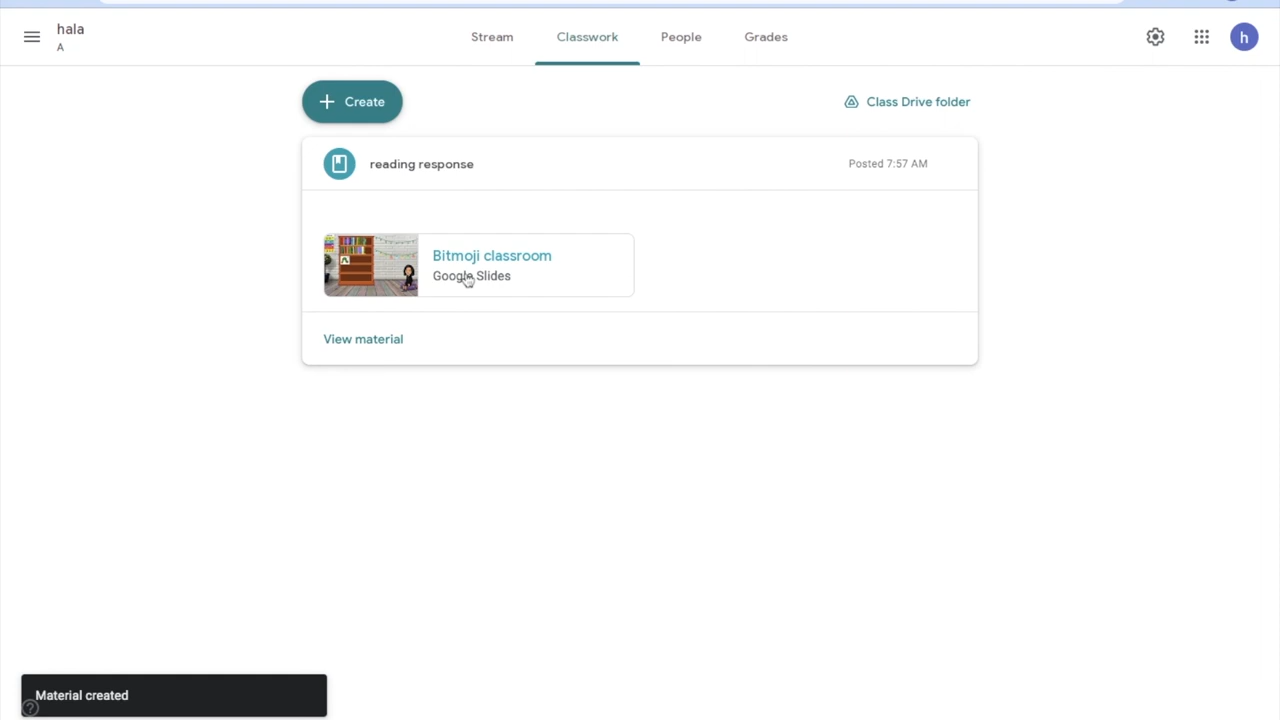 hala
A
Stream
Classwork
People
Grades
h
Create
Class Drive folder
reading response
Posted 7:57 AM
Bitmoji classroom
Google Slides
View material
Material created
?